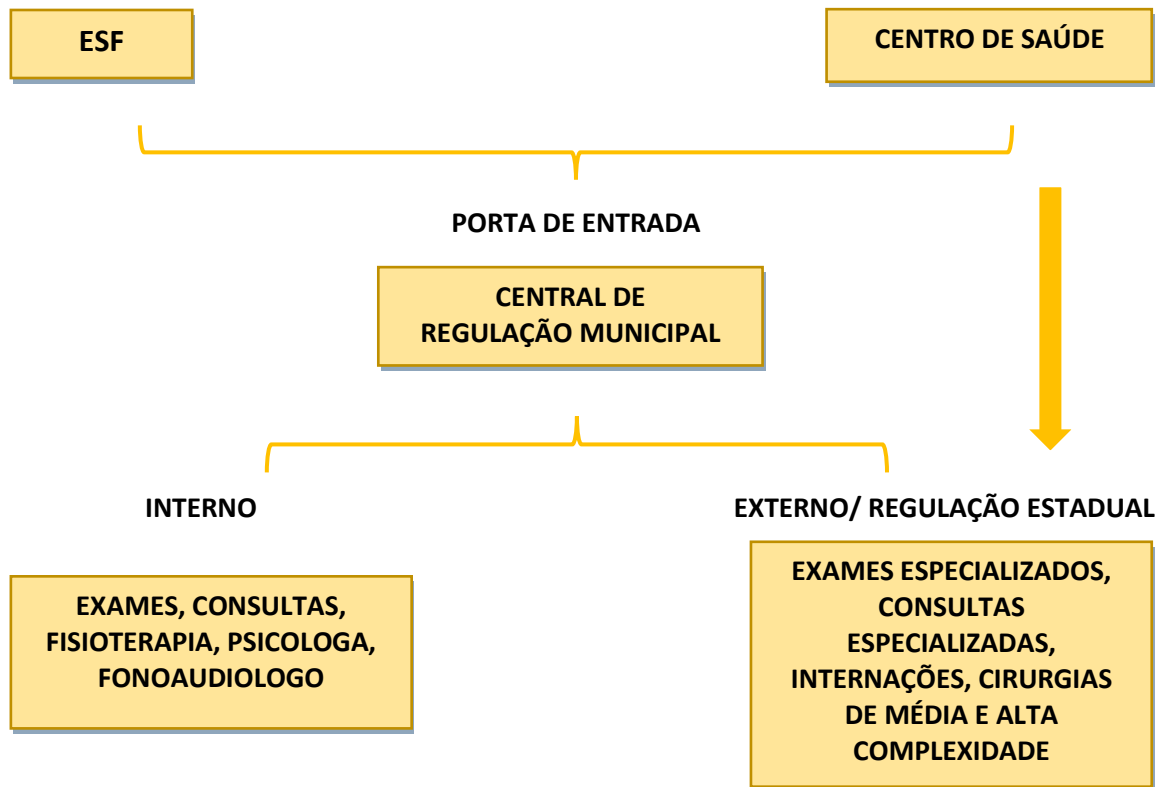 ESF
CENTRO DE SAÚDE
PORTA DE ENTRADA
CENTRAL DE
REGULAÇÃO MUNICIPAL
INTERNO
EXTERNO/ REGULAÇÃO ESTADUAL
EXAMES, CONSULTAS,
FISIOTERAPIA, PSICOLOGA,
FONOAUDIOLOGO
EXAMES ESPECIALIZADOS,
CONSULTAS
ESPECIALIZADAS,
INTERNAÇÕES, CIRURGIAS
DE MÉDIA E ALTA
COMPLEXIDADE